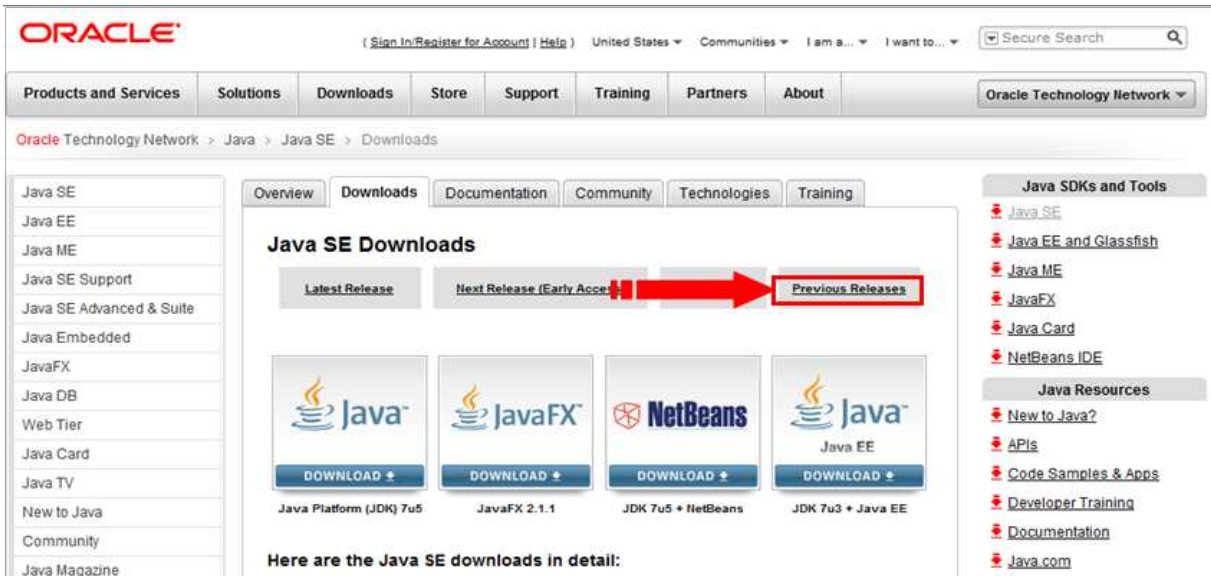 ORACLE
( Sign In/Register for Account | Help ) United States Communities I am a... I want to... Secure Search
Products and Services Solutions Downloads Store Support Training Partners About Oracle Technology Network
Oracle Technology Network > Java > Java SE > Downloads
Java SE
Java EE
Java ME
Java SE Support
Java SE Advanced & Suite
Java Embedded
JavaFX
Java DB
Web Tier
Java Card
Java TV
New to Java
Community
Java Magazine
Overview Downloads Documentation Community Technologies Training
Java SE Downloads
Latest Release Next Release (Early Access Previous Releases
Java JavaFX NetBeans Java
Java EE
DOWNLOAD DOWNLOAD DOWNLOAD DOWNLOAD
Java Platform (JDK) 7u5 JavaFX 2.1.1 JDK 7u5 + NetBeans JDK 7u3 + Java EE
Here are the Java SE downloads in detail:
Java SDKs and Tools
Java SE
Java EE and Glassfish
Java ME
JavaFX
Java Card
NetBeans IDE
Java Resources
New to Java?
APIs
Code Samples & Apps
Developer Training
Documentation
Java.com